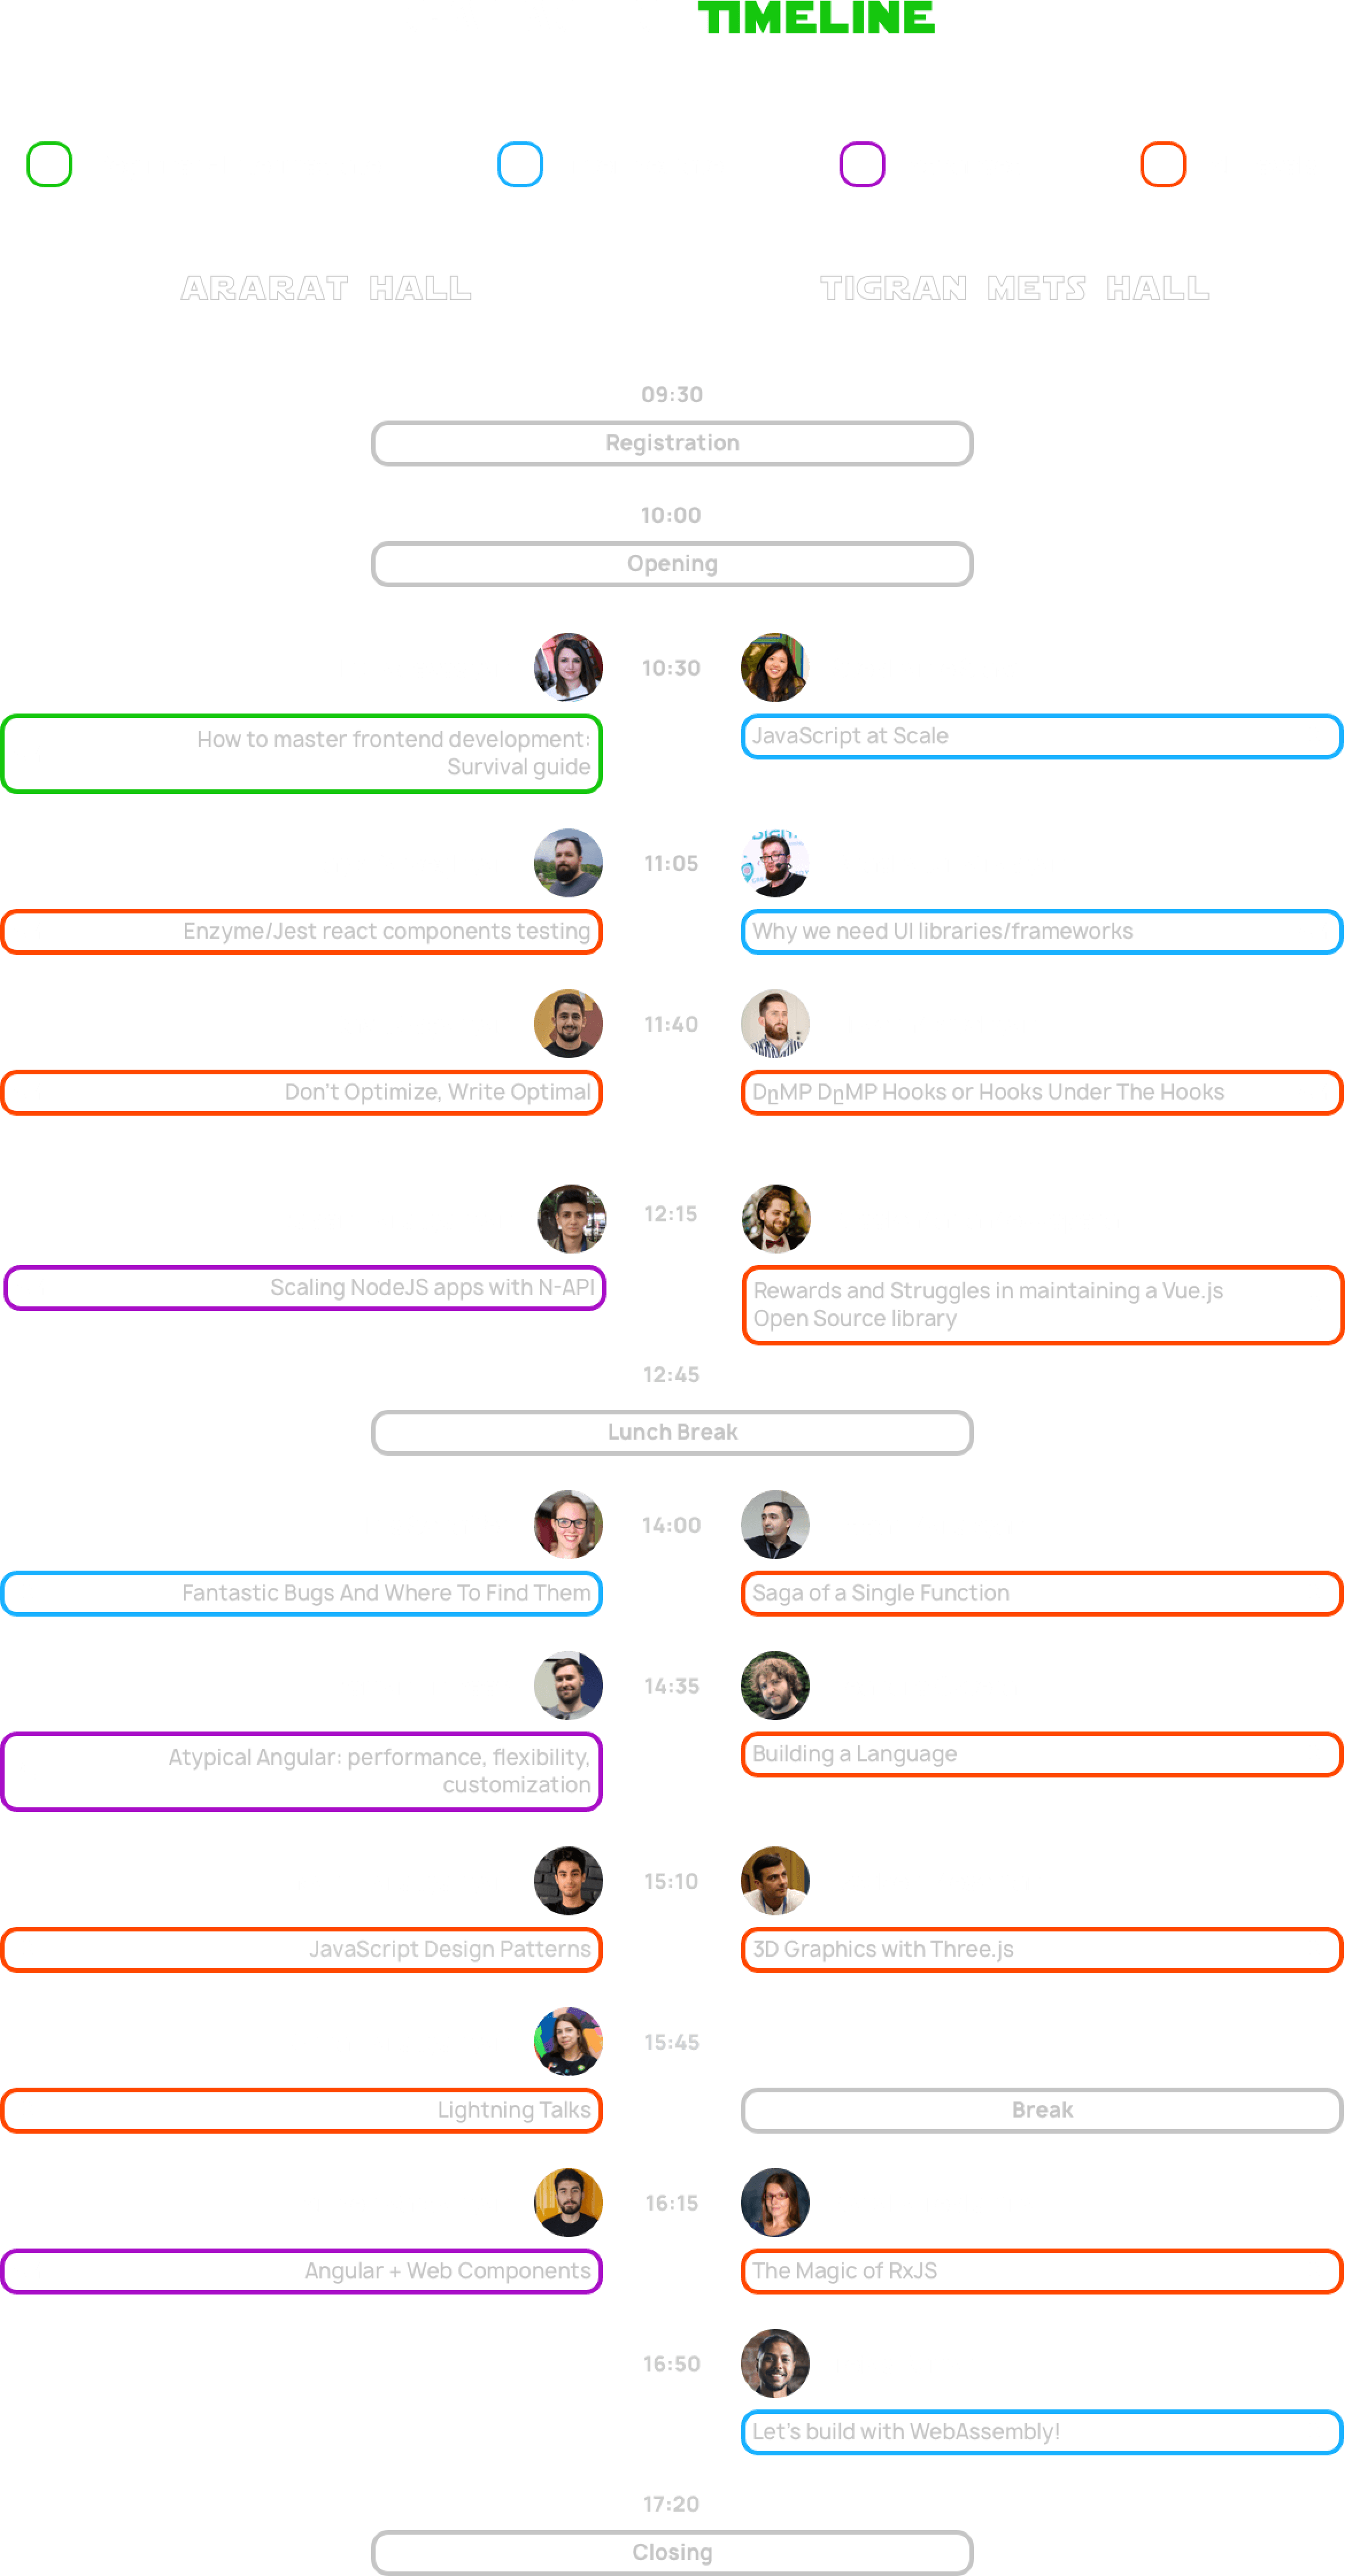 TIMELINE
ARARAT HALL
TIGRAN METS HALL
09:30
Registration
10:00
Opening
10:30
How to master frontend development:
Survival guide
JavaScript at Scale
11:05
Enzyme/Jest react components testing
Why we need UI libraries/frameworks
11:40
Don't Optimize, Write Optimal
DրMP DրMP Hooks or Hooks Under The Hooks
12:15
Scaling NodeJS apps with N-API
Rewards and Struggles in maintaining a Vue.js
Open Source library
12:45
Lunch Break
14:00
Fantastic Bugs And Where To Find Them
Saga of a Single Function
14:35
Atypical Angular: performance, flexibility,
customization
Building a Language
15:10
JavaScript Design Patterns
3D Graphics with Three.js
15:45
Lightning Talks
Break
16:15
Angular + Web Components
The Magic of RxJS
16:50
Let's build with WebAssembly!
17:20
Closing